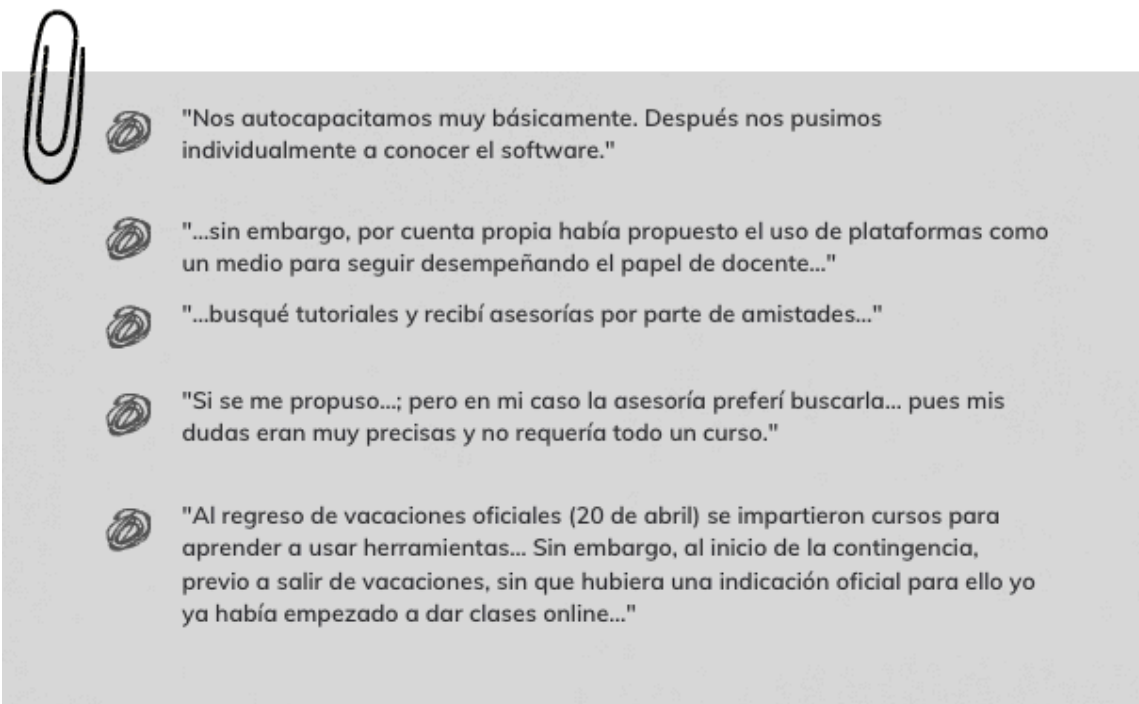 "Nos autocapacitamos muy básicamente. Después nos pusimos
individualmente a conocer el software."
"...sin embargo, por cuenta propia había propuesto el uso de plataformas como
un medio para seguir desempeñando el papel de docente..."
"...busqué tutoriales y recibí asesorías por parte de amistades..."
"Si se me propuso...; pero en mi caso la asesoría preferí buscarla... pues mis
dudas eran muy precisas y no requería todo un curso."
"Al regreso de vacaciones oficiales (20 de abril) se impartieron cursos para
aprender a usar herramientas... Sin embargo, al inicio de la contingencia,
previo a salir de vacaciones, sin que hubiera una indicación oficial para ello yo
ya había empezado a dar clases online..."